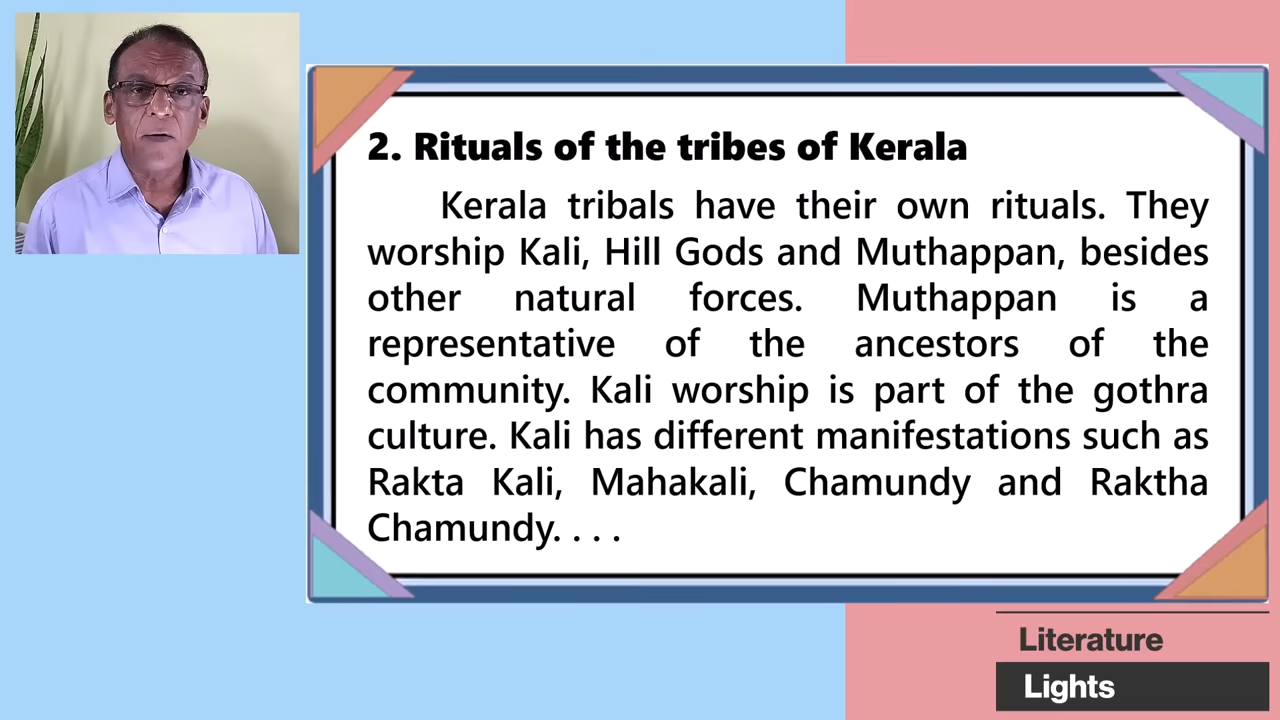 2. Rituals of the tribes of Kerala
Kerala tribals have their own rituals. They
worship Kali, Hill Gods and Muthappan, besides
other natural forces. Muthappan is a
representative of the ancestors of the
community. Kali worship is part of the gothra
culture. Kali has different manifestations such as
Rakta Kali, Mahakali, Chamundy and Raktha
Chamundy. . . .
Literature
Lights